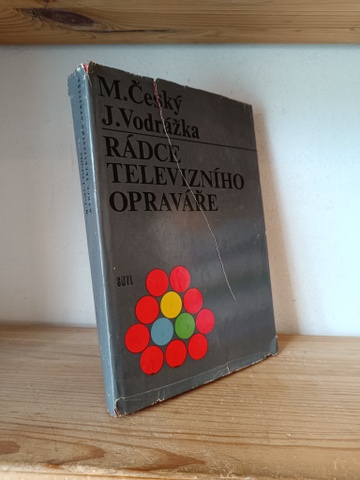 M.Český
J.Vodrážka
RÁDCE
TELEVIZNÍHO
OPRAVÁŘE
SNTL